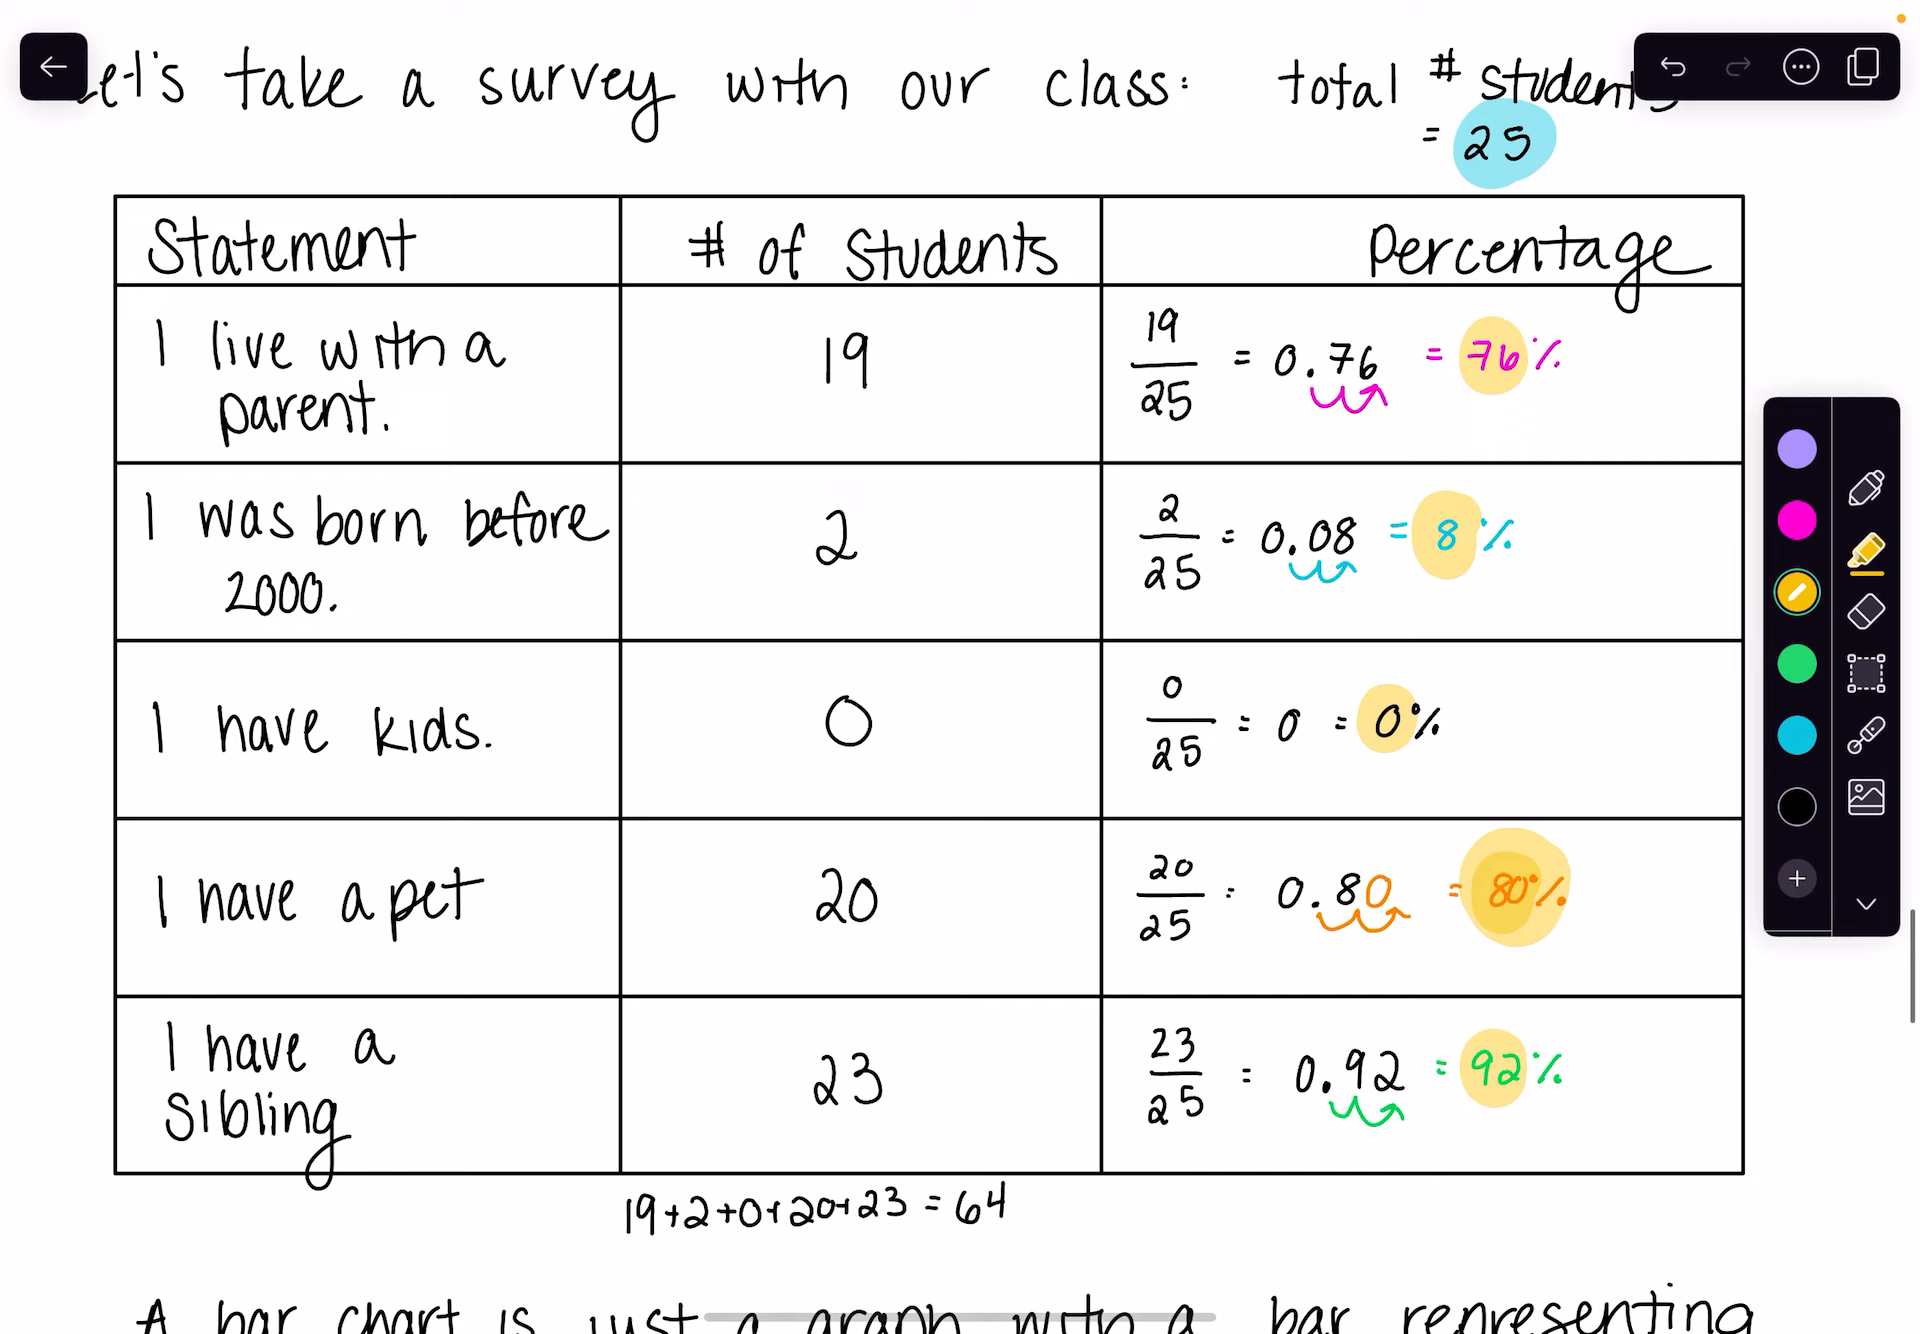 et's take a survey with our class: total # students
= 25
Statement # of Students Percentage
I live with a parent. 19 19/25 = 0.76 = 76%
I was born before 2000. 2 2/25 = 0.08 = 8%
I have kids. 0 0/25 = 0 = 0%
I have a pet 20 20/25 = 0.80 = 80%
I have a sibling 23 23/25 = 0.92 = 92%
19+2+0+20+23 = 64
A bar chart is just a graph with a bar representing